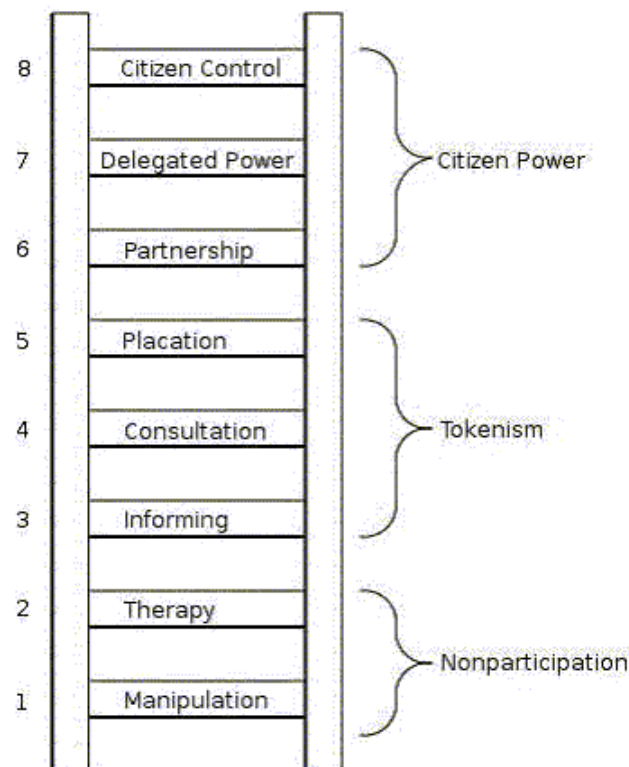 8 Citizen Control
7 Delegated Power Citizen Power
6 Partnership
5 Placation
4 Consultation Tokenism
3 Informing
2 Therapy
Nonparticipation
1 Manipulation